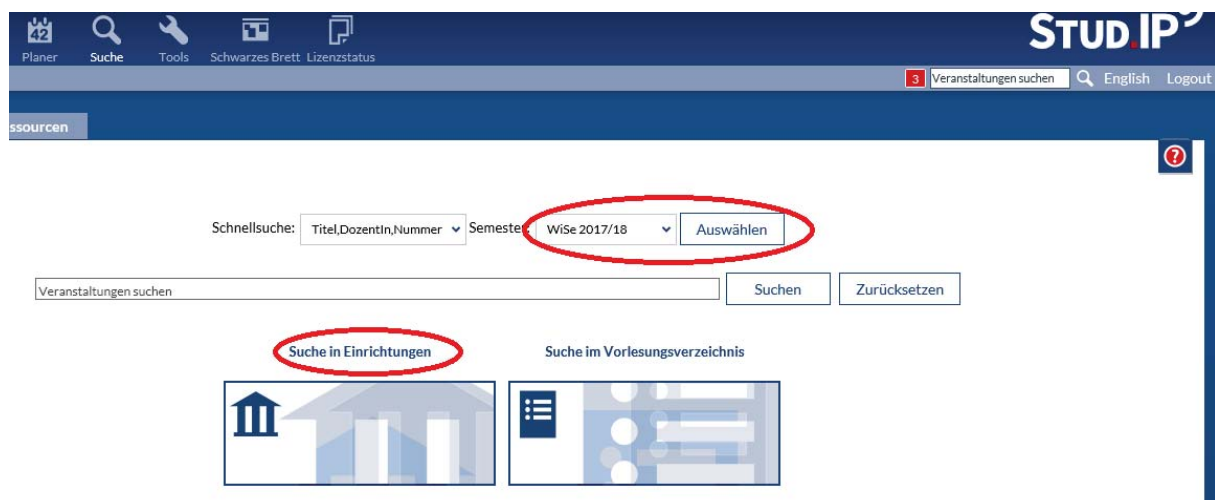 42
Planer Suche Tools Schwarzes Brett Lizenzstatus
STUD.IP
3 Veranstaltungen suchen English Logout
ssourcen
?
Schnellsuche: Titel,DozentIn,Nummer Semester: WiSe 2017/18 Auswählen
Veranstaltungen suchen Suchen Zurücksetzen
Suche in Einrichtungen Suche im Vorlesungsverzeichnis